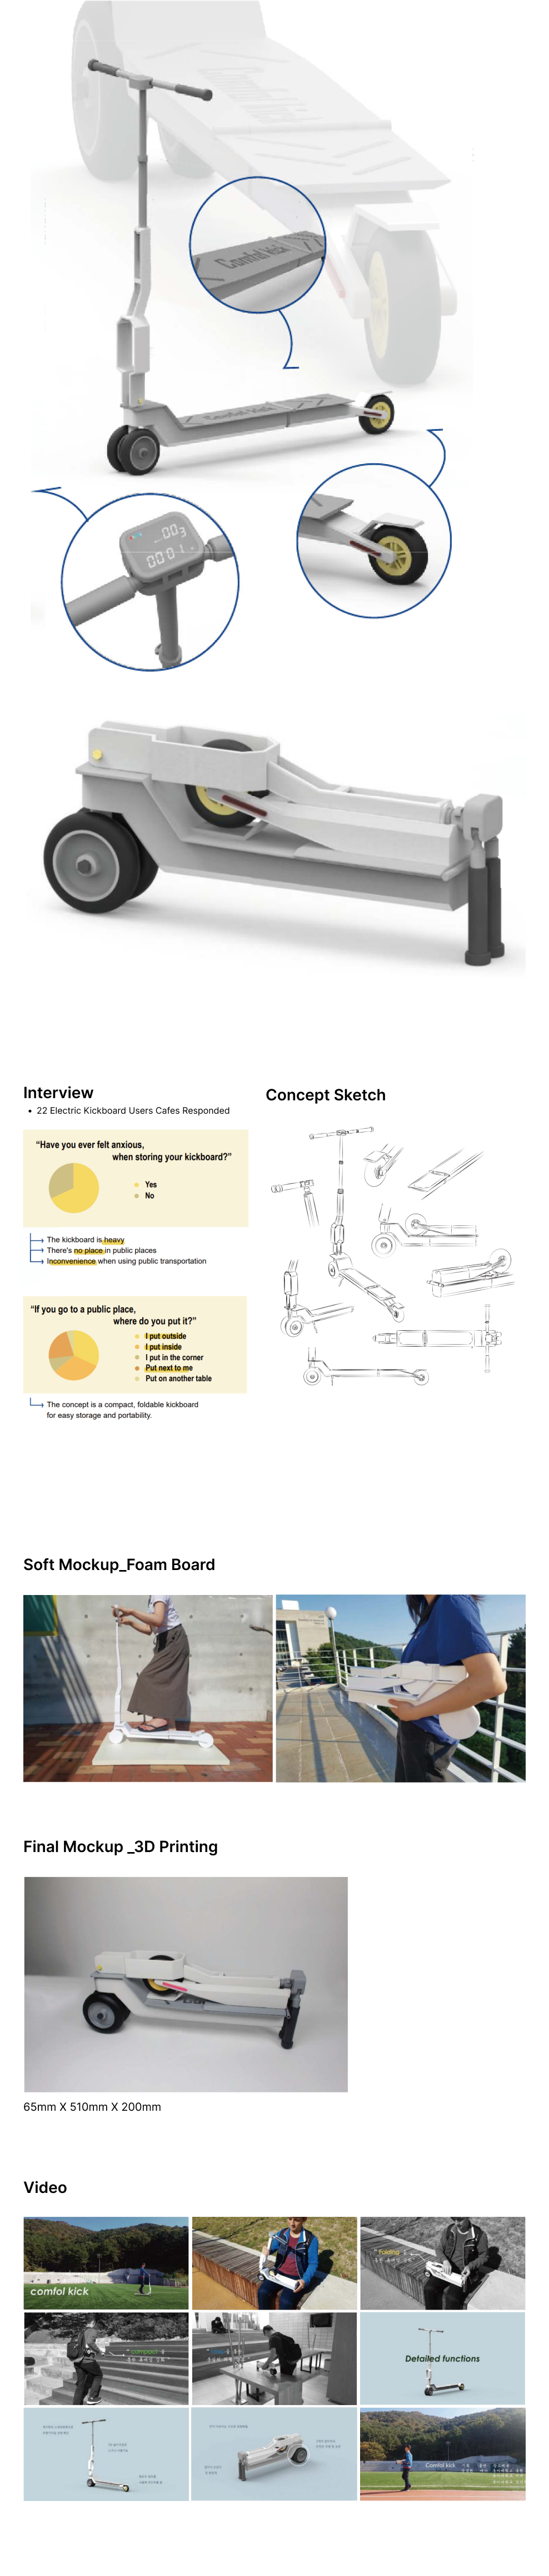 Comfol kick
003
0001
Comfol kick
Interview
• 22 Electric Kickboard Users Cafes Responded
Concept Sketch
“Have you ever felt anxious,
when storing your kickboard?”
Yes
No
The kickboard is heavy
There's no place in public places
Inconvenience when using public transportation
“If you go to a public place,
where do you put it?”
I put outside
I put inside
I put in the corner
Put next to me
Put on another table
The concept is a compact, foldable kickboard
for easy storage and portability.
Soft Mockup_Foam Board
Final Mockup _3D Printing
65mm X 510mm X 200mm
Video
comfol kick
Folding
compact
Detailed functions
Comfol kick